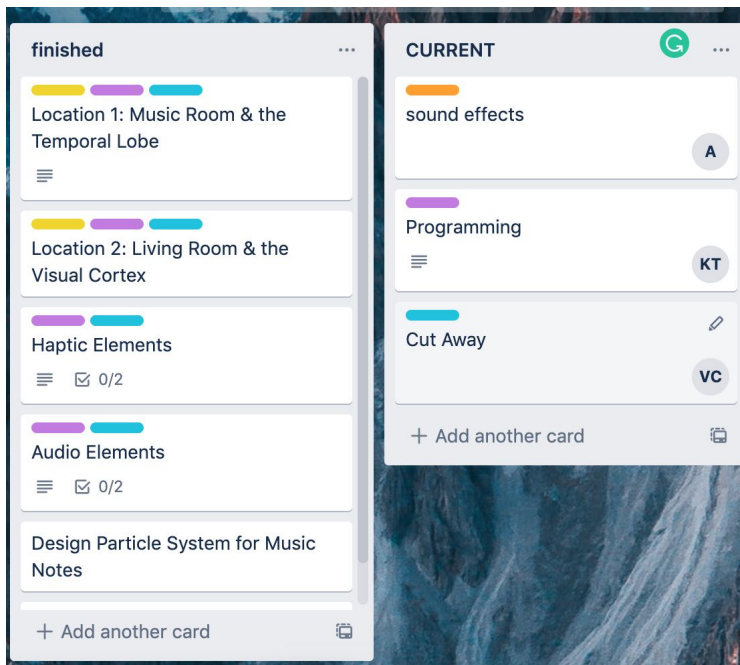 finished
Location 1: Music Room & the
Temporal Lobe
Location 2: Living Room & the
Visual Cortex
Haptic Elements
0/2
Audio Elements
0/2
Design Particle System for Music
Notes
+ Add another card
CURRENT
G
sound effects
A
Programming
KT
Cut Away
VC
+ Add another card